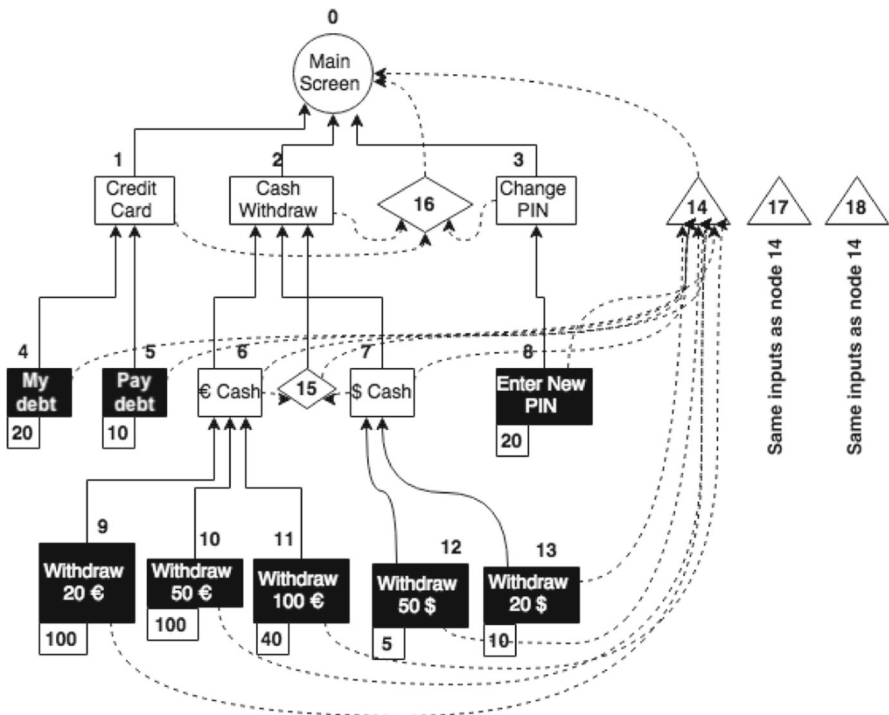 0
Main
Screen
1
2
3
Credit
Card
Cash
Withdraw
16
Change
PIN
14
17
18
Same inputs as node 14
Same inputs as node 14
4
5
6
7
8
My
debt
Pay
debt
€ Cash
15
$ Cash
Enter New
PIN
20
10
20
9
10
11
12
13
Withdraw
20 €
Withdraw
50 €
Withdraw
100 €
Withdraw
50 $
Withdraw
20 $
100
100
40
5
10